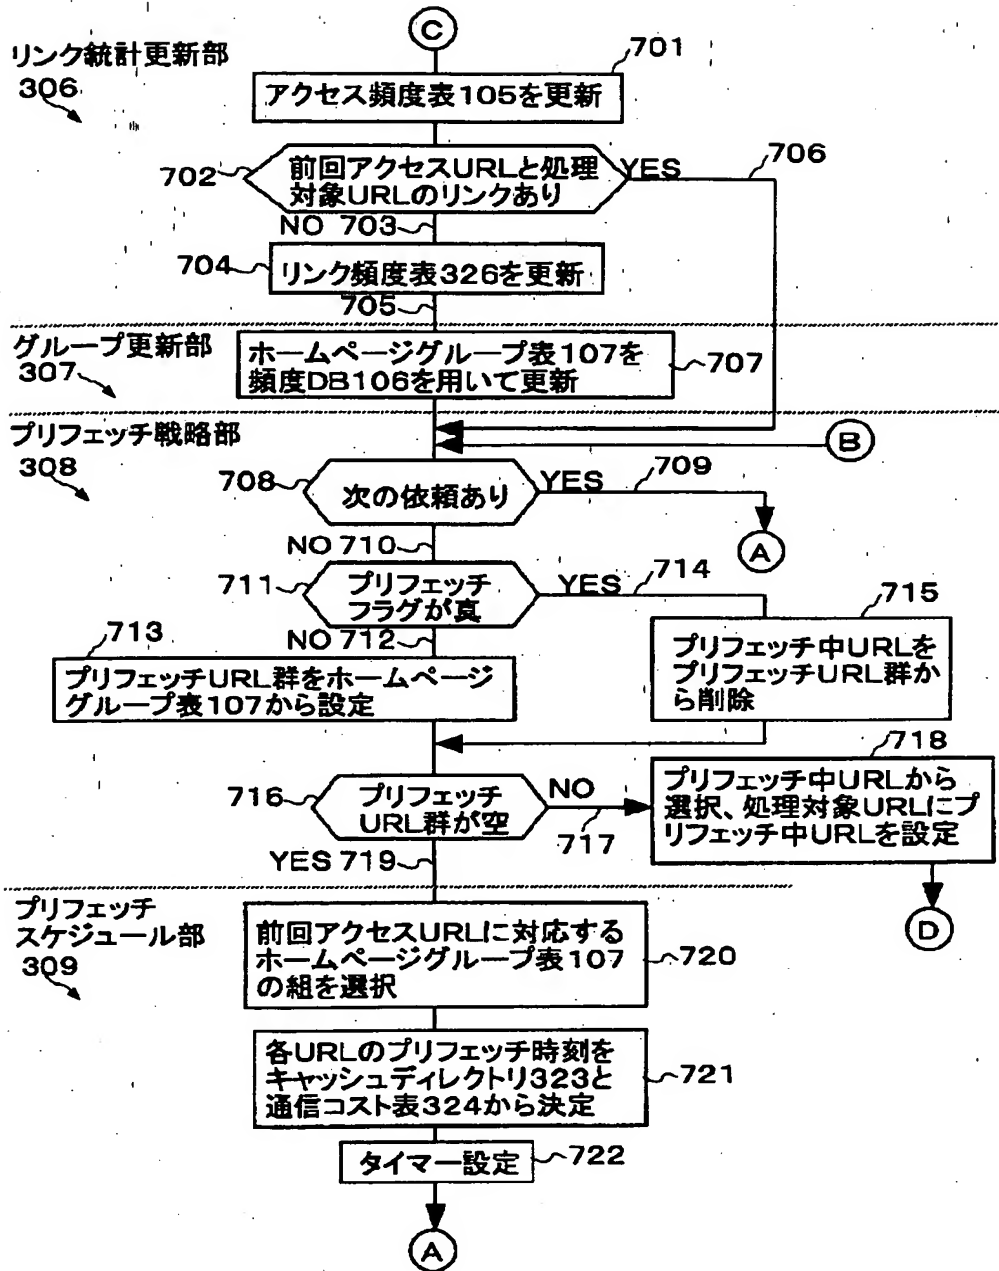 C
リンク統計更新部
306
701
アクセス頻度表105を更新
702
前回アクセスURLと処理
対象URLのリンクあり
YES
706
NO 703
704
リンク頻度表326を更新
705
グループ更新部
307
ホームページグループ表107を
頻度DB106を用いて更新
707
プリフェッチ戦略部
308
B
708
次の依頼あり
YES
709
A
NO 710
711
プリフェッチ
フラグが真
YES
714
715
NO 712
713
プリフェッチURL群をホームページ
グループ表107から設定
プリフェッチ中URLを
プリフェッチURL群か
ら削除
716
プリフェッチ
URL群が空
NO
717
718
プリフェッチ中URLから
選択、処理対象URLにプ
リフェッチ中URLを設定
YES 719
D
プリフェッチ
スケジュール部
309
前回アクセスURLに対応する
ホームページグループ表107
の組を選択
720
各URLのプリフェッチ時刻を
キャッシュディレクトリ323と
通信コスト表324から決定
721
タイマー設定
722
A